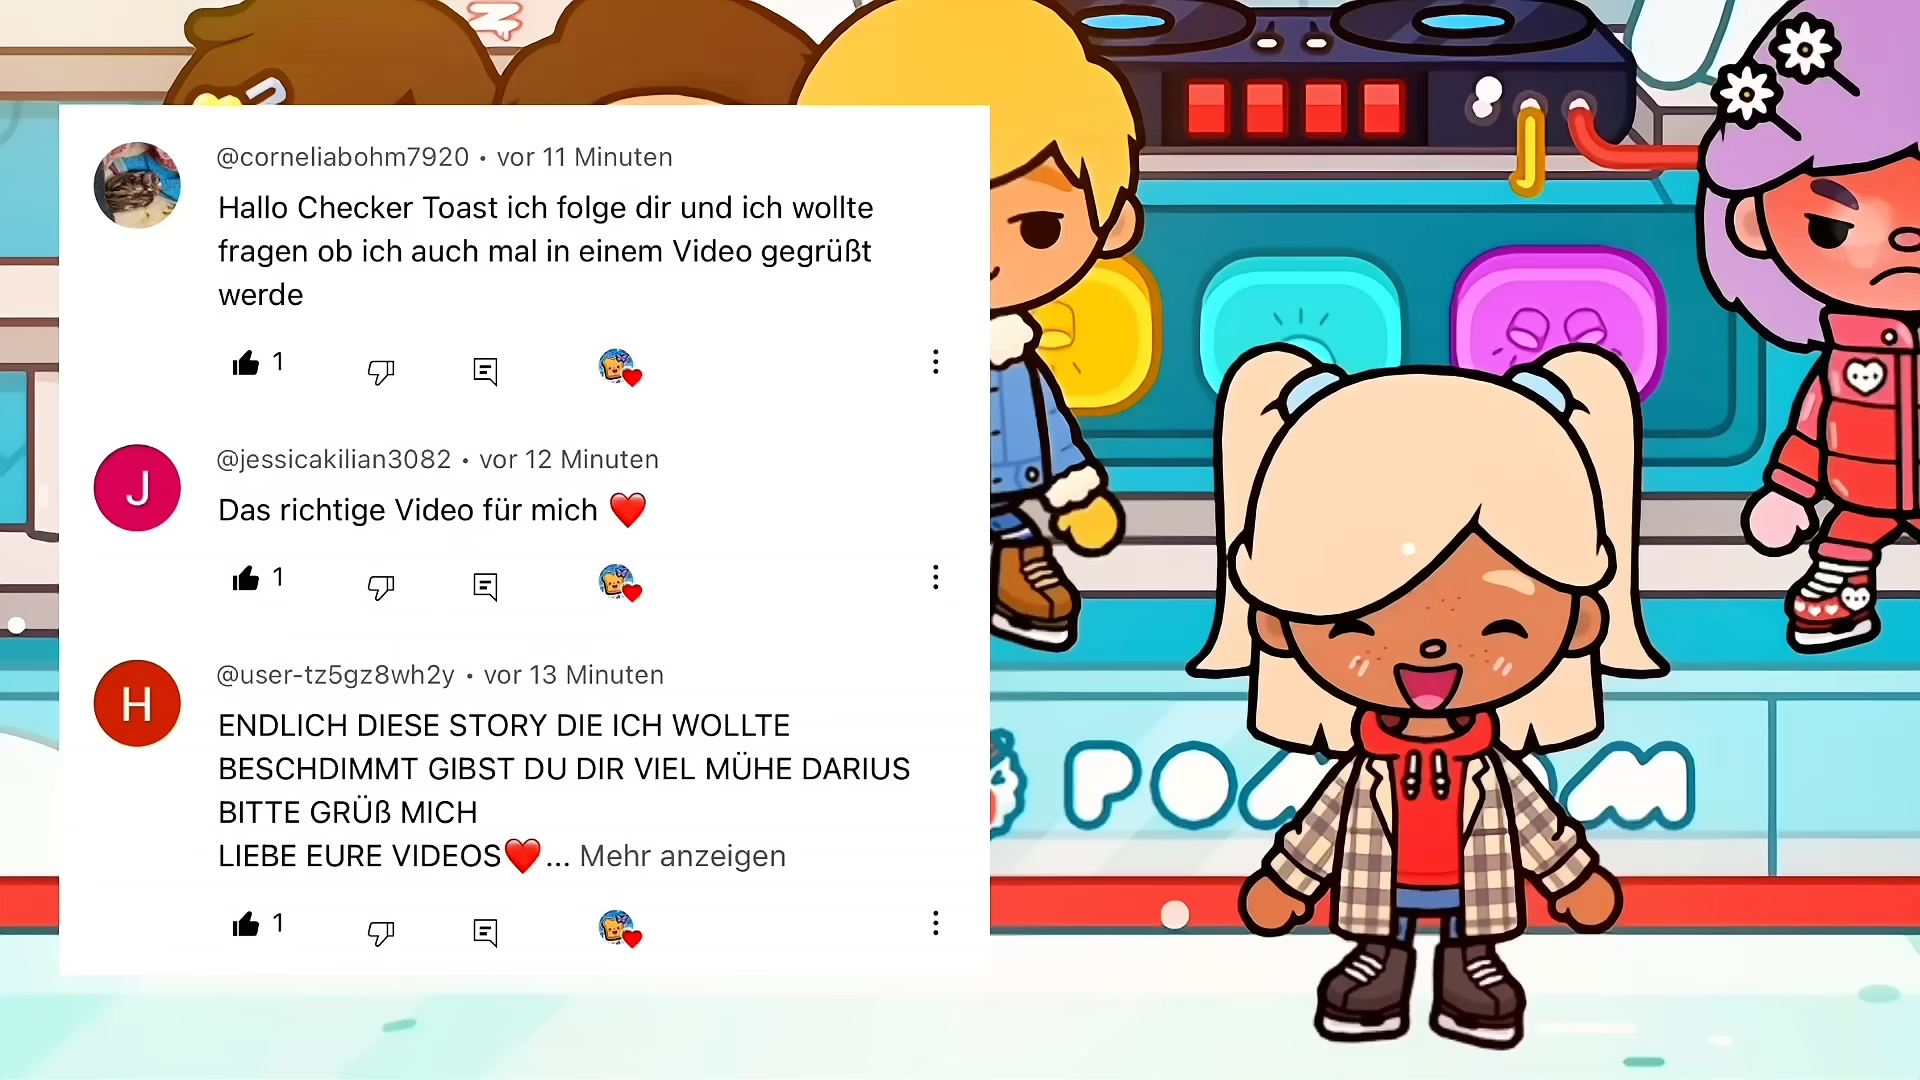 @corneliabohm7920 • vor 11 Minuten
Hallo Checker Toast ich folge dir und ich wollte
fragen ob ich auch mal in einem Video gegrüßt
werde
1
J
@jessicakilian3082 • vor 12 Minuten
Das richtige Video für mich ❤️
1
H
@user-tz5gz8wh2y • vor 13 Minuten
ENDLICH DIESE STORY DIE ICH WOLLTE
BESCHDIMMT GIBST DU DIR VIEL MÜHE DARIUS
BITTE GRÜß MICH
LIEBE EURE VIDEOS❤️... Mehr anzeigen
1